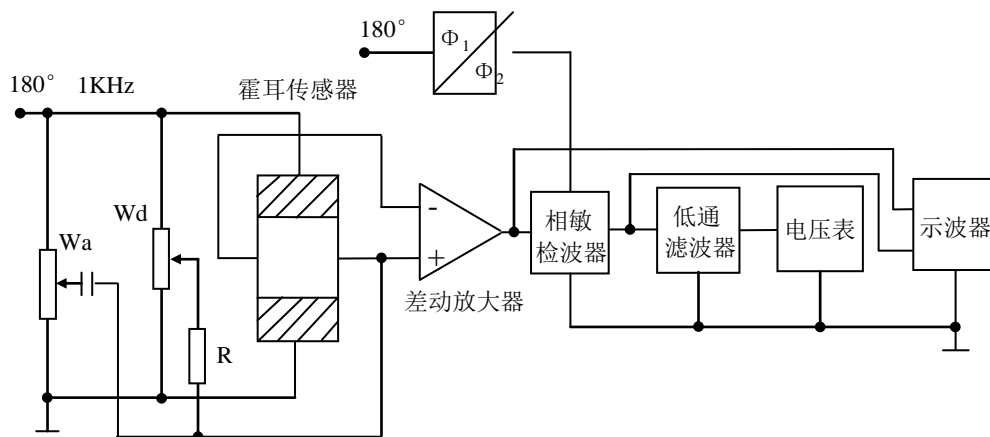 180°
Φ1
Φ2
180°
1KHz
霍耳传感器
Wd
Wa
R
-
+
差动放大器
相敏
检波器
低通
滤波器
电压表
示波器